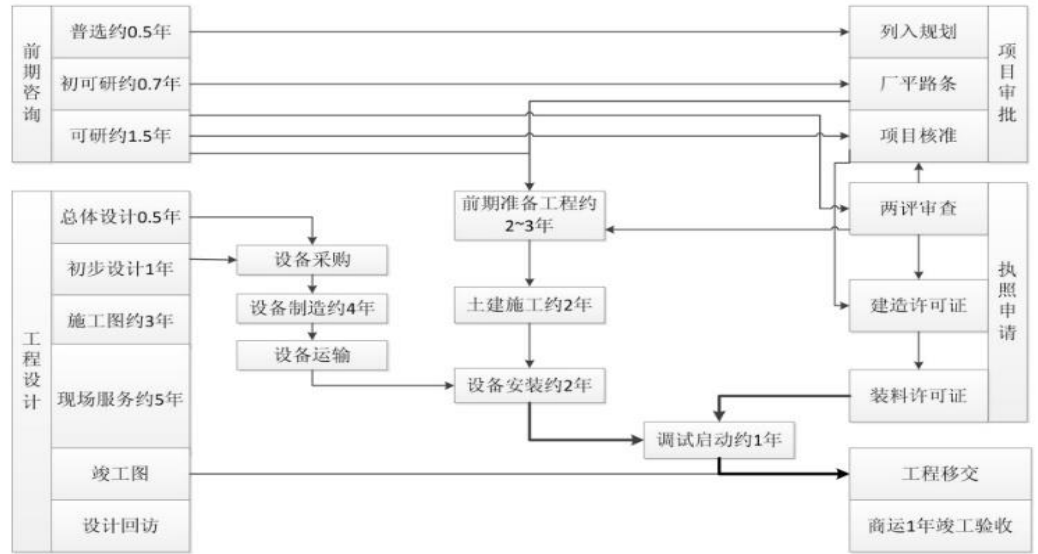 前期咨询
普选约0.5年
初可研约0.7年
可研约1.5年
列入规划
厂平路条
项目核准
项目审批
工程设计
总体设计0.5年
初步设计1年
施工图约3年
现场服务约5年
竣工图
设计回访
设备采购
设备制造约4年
设备运输
前期准备工程约
2~3年
土建施工约2年
设备安装约2年
调试启动约1年
两评审查
建造许可证
装料许可证
执照申请
工程移交
商运1年竣工验收